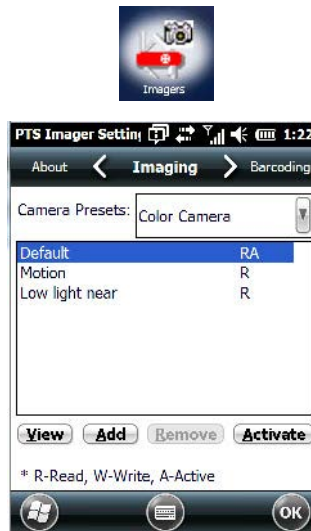 Imagers
PTS Imager Settin 1:22
About Imaging Barcoding
Camera Presets: Color Camera
Default RA
Motion R
Low light near R
View Add Remove Activate
* R-Read, W-Write, A-Active
OK